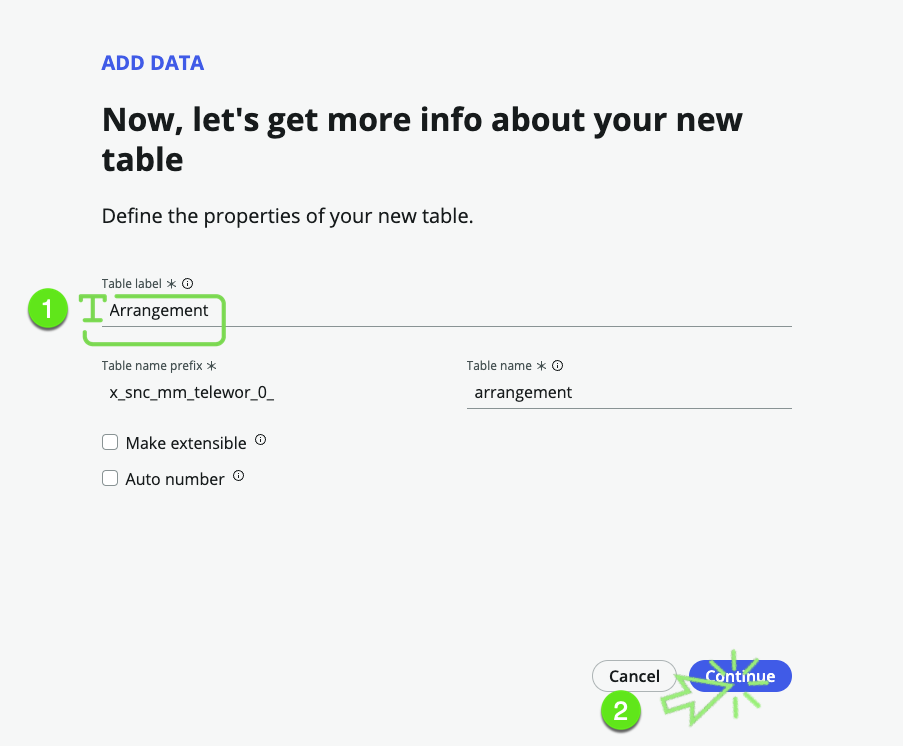 ADD DATA
Now, let's get more info about your new
table
Define the properties of your new table.
Table label *
1
T Arrangement
Table name prefix *
Table name *
x_snc_mm_telewor_0_
arrangement
Make extensible
Auto number
Cancel
Continue
2